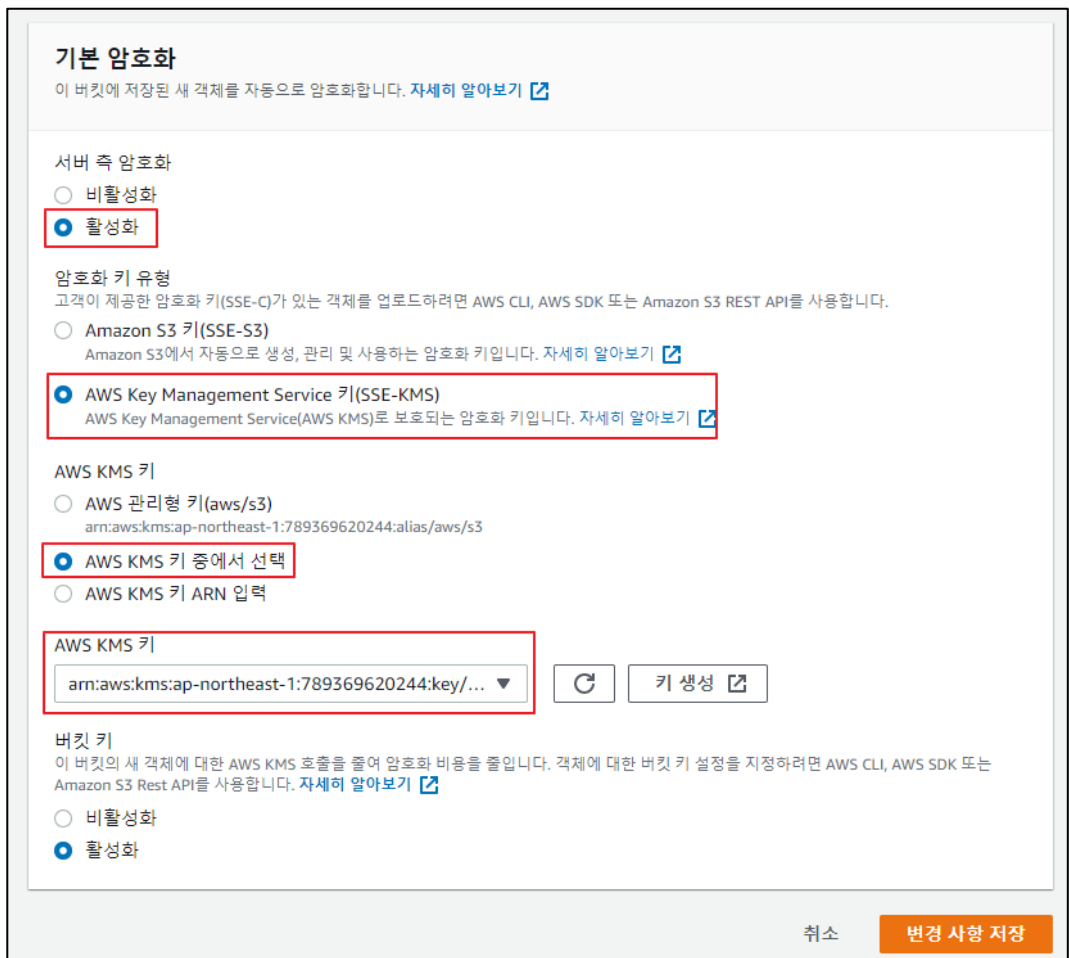 기본 암호화
이 버킷에 저장된 새 객체를 자동으로 암호화합니다. 자세히 알아보기
서버 측 암호화
비활성화
활성화
암호화 키 유형
고객이 제공한 암호화 키(SSE-C)가 있는 객체를 업로드하려면 AWS CLI, AWS SDK 또는 Amazon S3 REST API를 사용합니다.
Amazon S3 키(SSE-S3)
Amazon S3에서 자동으로 생성, 관리 및 사용하는 암호화 키입니다. 자세히 알아보기
AWS Key Management Service 키(SSE-KMS)
AWS Key Management Service(AWS KMS)로 보호되는 암호화 키입니다. 자세히 알아보기
AWS KMS 키
AWS 관리형 키(aws/s3)
arn:aws:kms:ap-northeast-1:789369620244:alias/aws/s3
AWS KMS 키 중에서 선택
AWS KMS 키 ARN 입력
AWS KMS 키
arn:aws:kms:ap-northeast-1:789369620244:key/... 키 생성
버킷 키
이 버킷의 새 객체에 대한 AWS KMS 호출을 줄여 암호화 비용을 줄입니다. 객체에 대한 버킷 키 설정을 지정하려면 AWS CLI, AWS SDK 또는
Amazon S3 Rest API를 사용합니다. 자세히 알아보기
비활성화
활성화
취소 변경 사항 저장